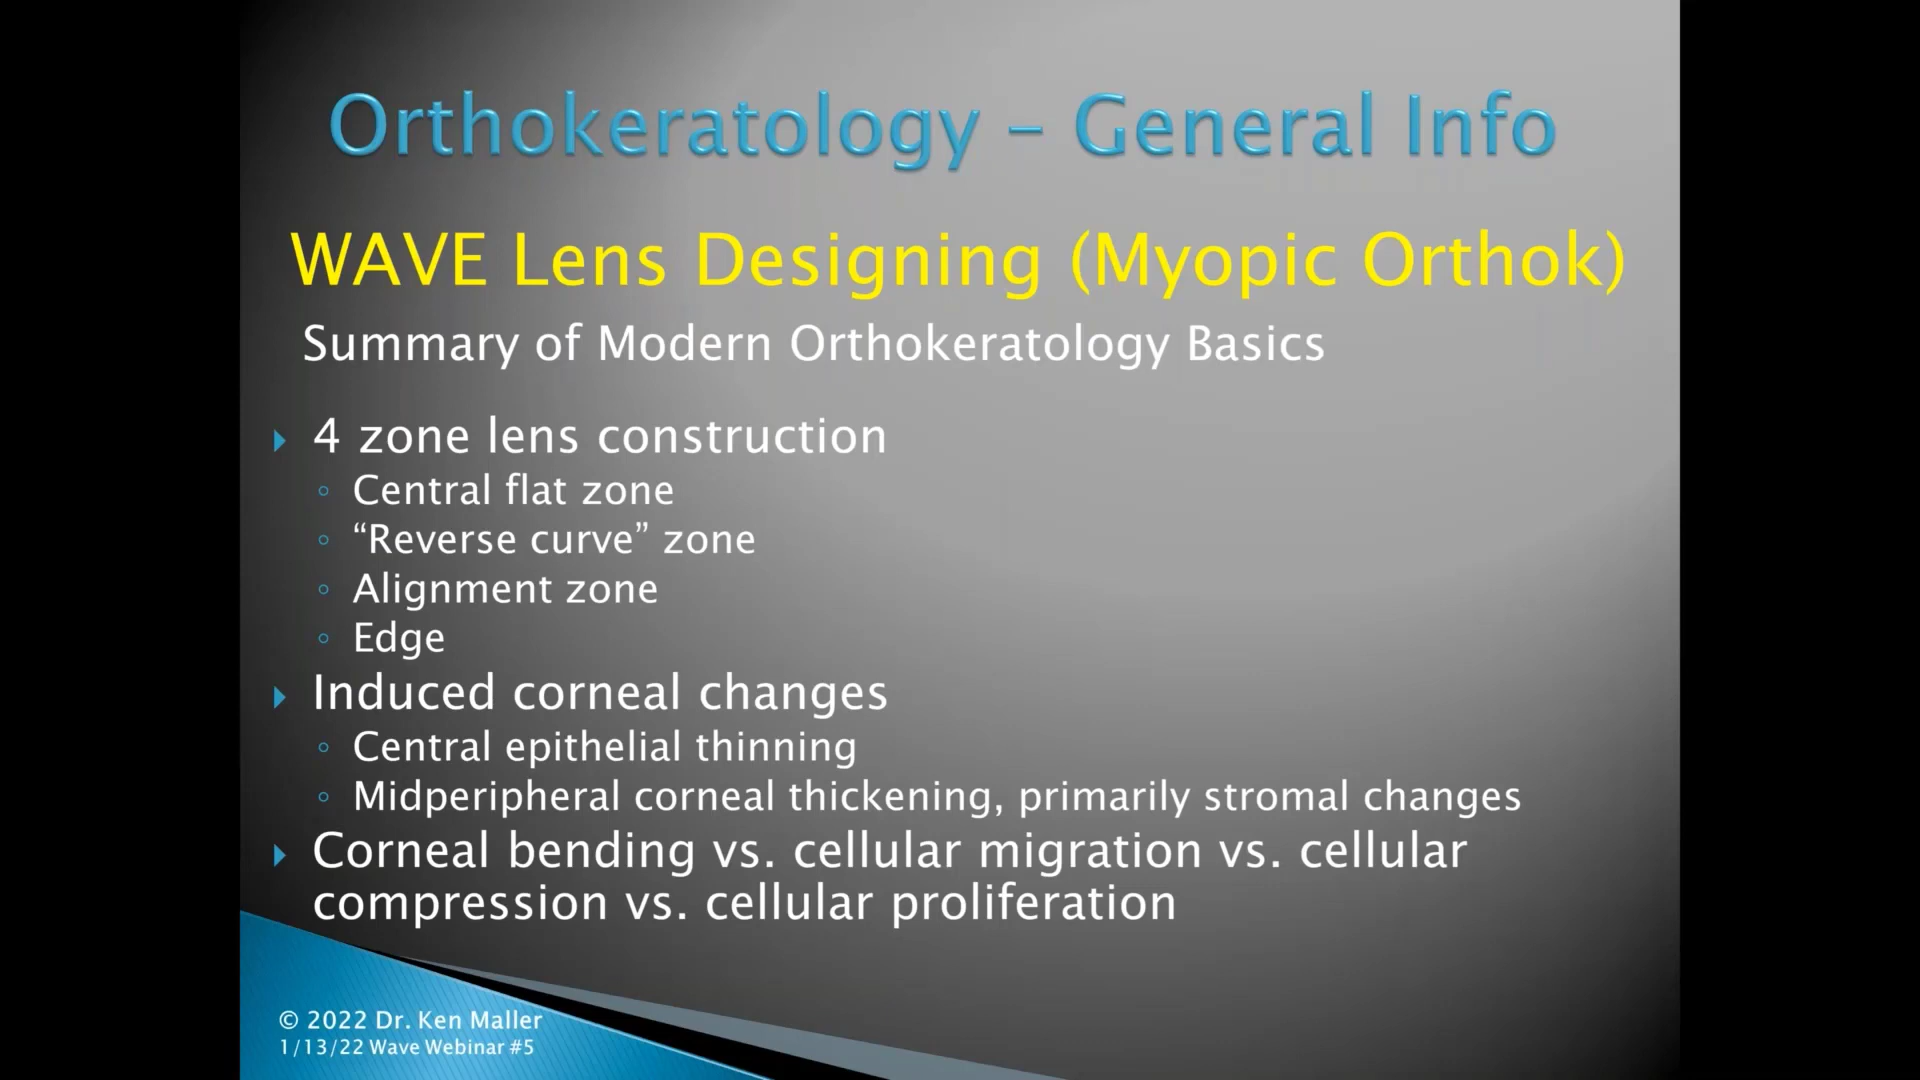 Orthokeratology – General Info
WAVE Lens Designing (Myopic Orthok)
Summary of Modern Orthokeratology Basics
4 zone lens construction
Central flat zone
“Reverse curve” zone
Alignment zone
Edge
Induced corneal changes
Central epithelial thinning
Midperipheral corneal thickening, primarily stromal changes
Corneal bending vs. cellular migration vs. cellular
compression vs. cellular proliferation
© 2022 Dr. Ken Maller
1/13/22 Wave Webinar #5